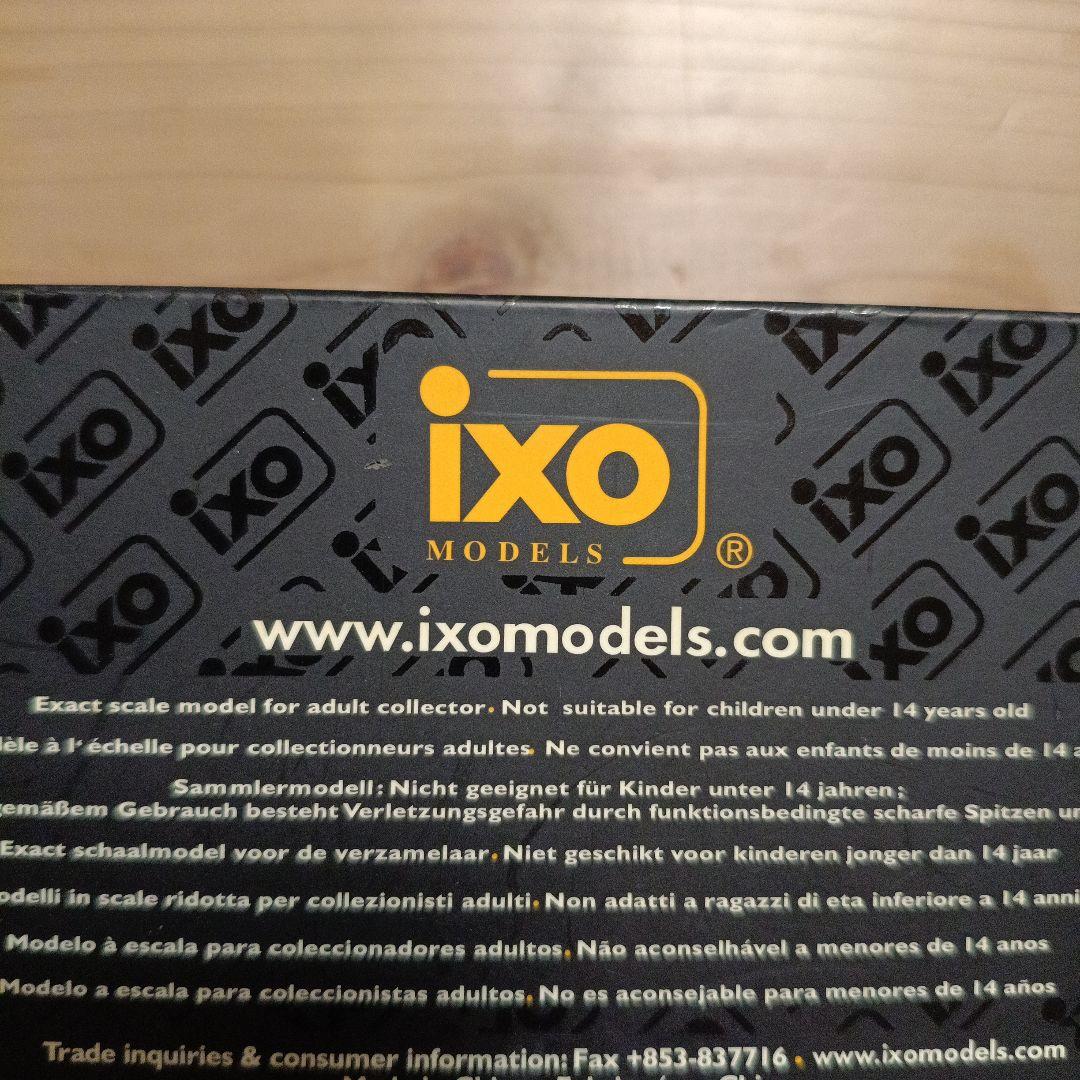 ixo
MODELS ®
www.ixomodels.com
Exact scale model for adult collector. Not suitable for children under 14 years old
à l'échelle pour collectionneurs adultes. Ne convient pas aux enfants de moins de 14
Sammlermodell: Nicht geeignet für Kinder unter 14 jahren;
Gebrauch besteht Verletzungsgefahr durch funktionsbedingte scharfe Spitzen
Exact schaalmodel voor de verzamelaar. Niet geschikt voor kinderen jonger dan 14 jaar
in scale ridotta per collezionisti adulti. Non adatti a ragazzi di eta inferiore a 14 anni
Modelo à escala para coleccionadores adultos. Não aconselhável a menores de 14 anos
Modelo a escala para coleccionistas adultos. No es aconsejable para menores de 14 años
Trade inquiries & consumer information: Fax +853-837716 • www.ixomodels.com